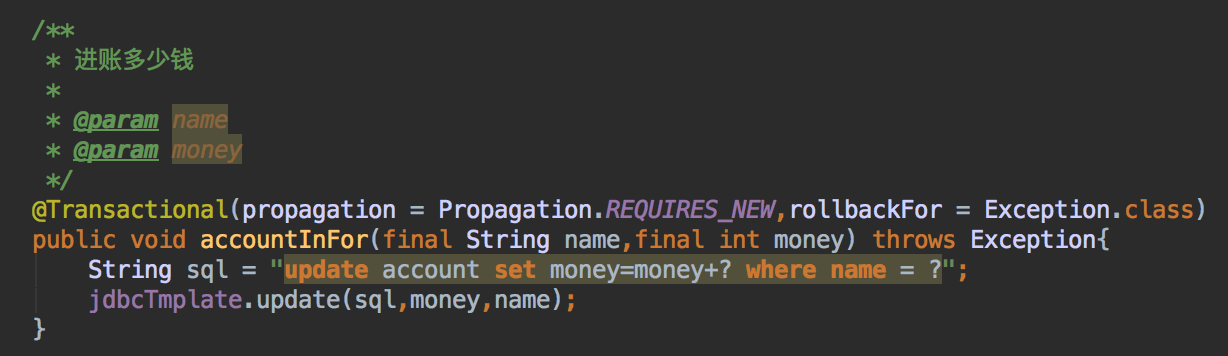 /**
 * 进账多少钱
 *
 * @param name
 * @param money
 */
@Transactional(propagation = Propagation.REQUIRES_NEW,rollbackFor = Exception.class)
public void accountInFor(final String name,final int money) throws Exception{
    String sql = "update account set money=money+? where name = ?";
    jdbcTmplate.update(sql,money,name);
}